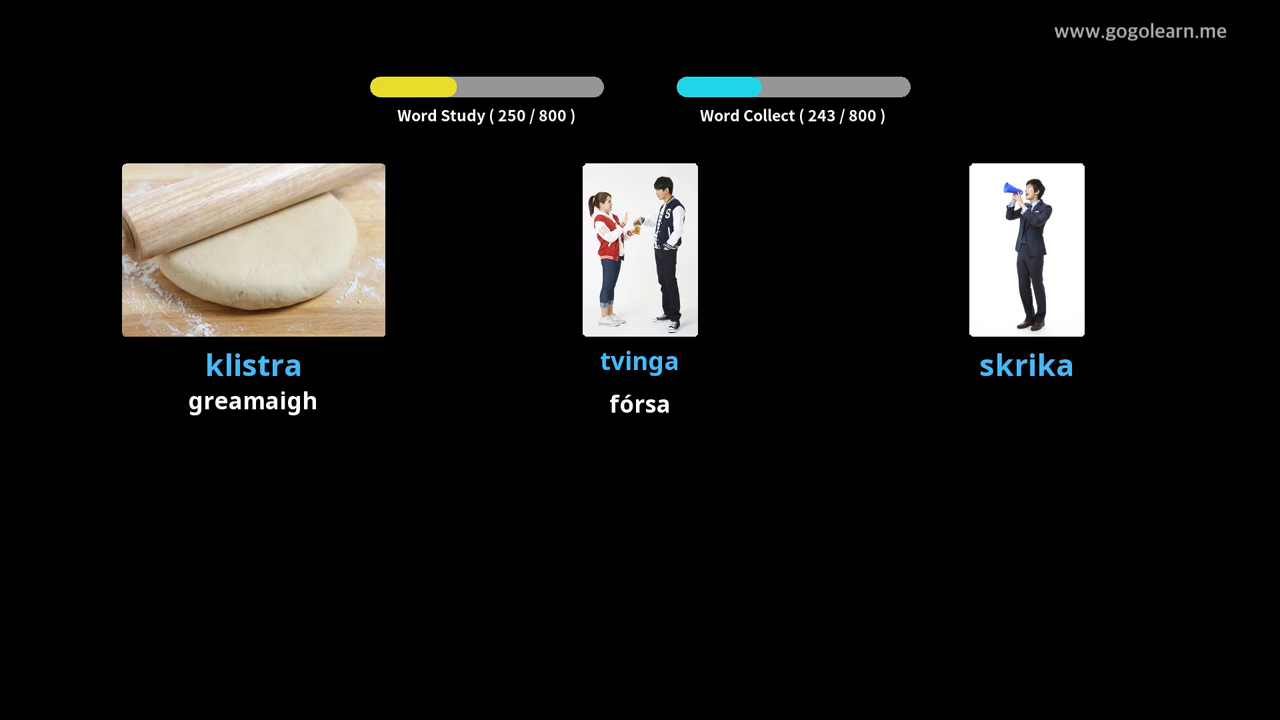 www.gogolearn.me
Word Study ( 250 / 800 )
Word Collect ( 243 / 800 )
klistra
greamaigh
tvinga
fórsa
skrika